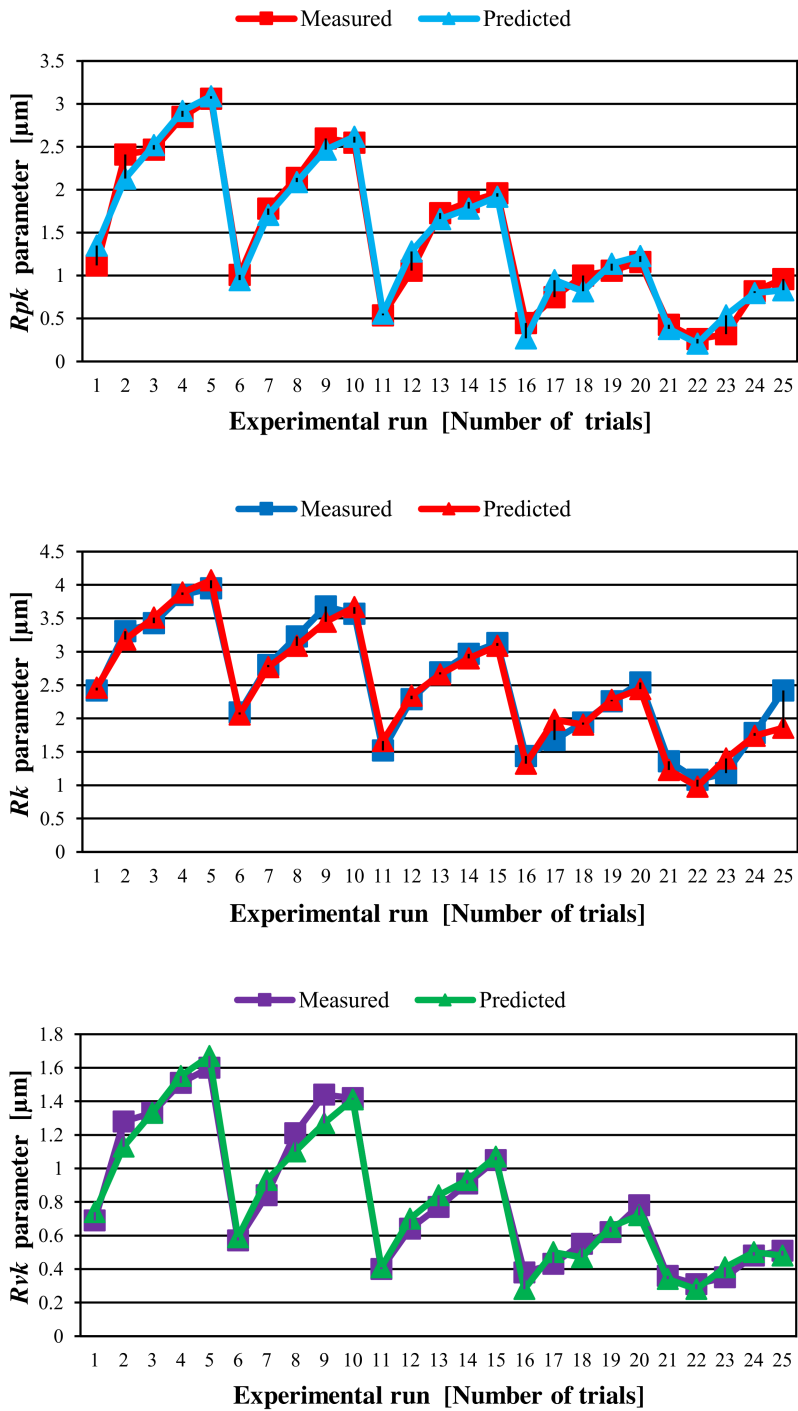 Measured Predicted
3.5
3
2.5
2
1.5
1
0.5
0
Rpk parameter [µm]
1 2 3 4 5 6 7 8 9 10 11 12 13 14 15 16 17 18 19 20 21 22 23 24 25
Experimental run [Number of trials]
Measured Predicted
4.5
4
3.5
3
2.5
2
1.5
1
0.5
0
Rk parameter [µm]
1 2 3 4 5 6 7 8 9 10 11 12 13 14 15 16 17 18 19 20 21 22 23 24 25
Experimental run [Number of trials]
Measured Predicted
1.8
1.6
1.4
1.2
1
0.8
0.6
0.4
0.2
0
Rvk parameter [µm]
1 2 3 4 5 6 7 8 9 10 11 12 13 14 15 16 17 18 19 20 21 22 23 24 25
Experimental run [Number of trials]